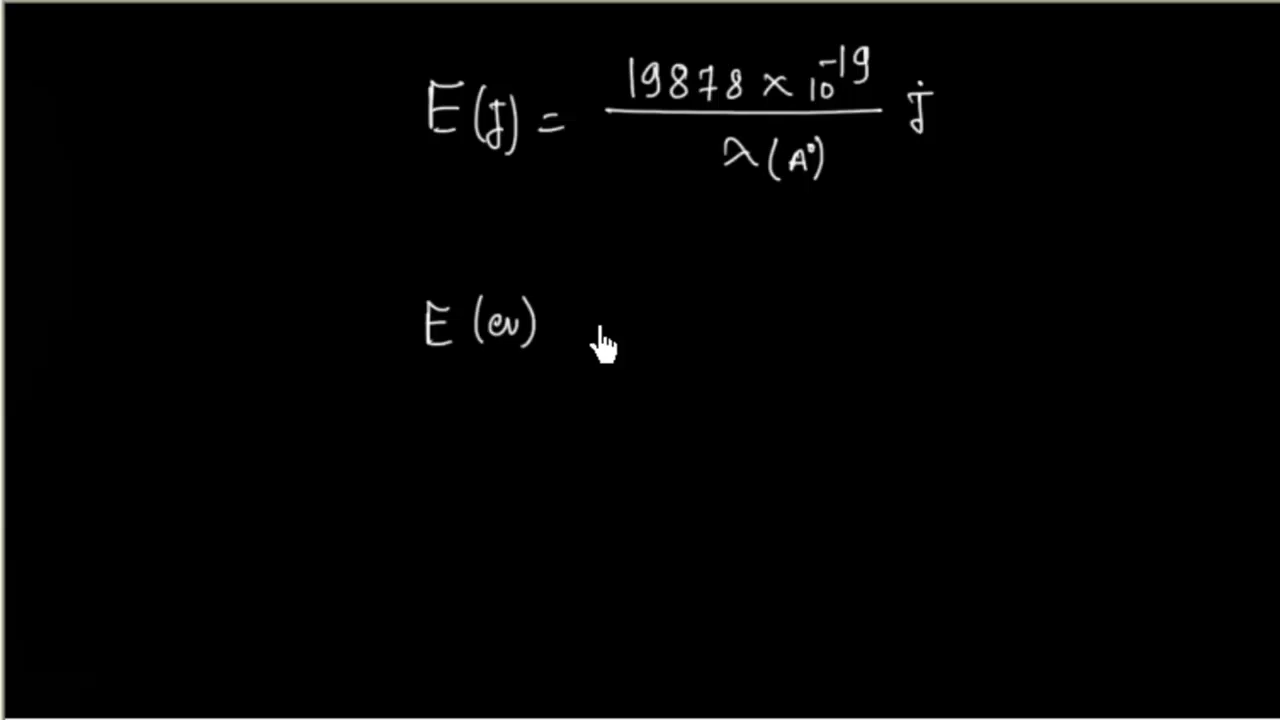 E(J) = 19878 × 10⁻¹⁹ / λ(A°) j
E (ev)